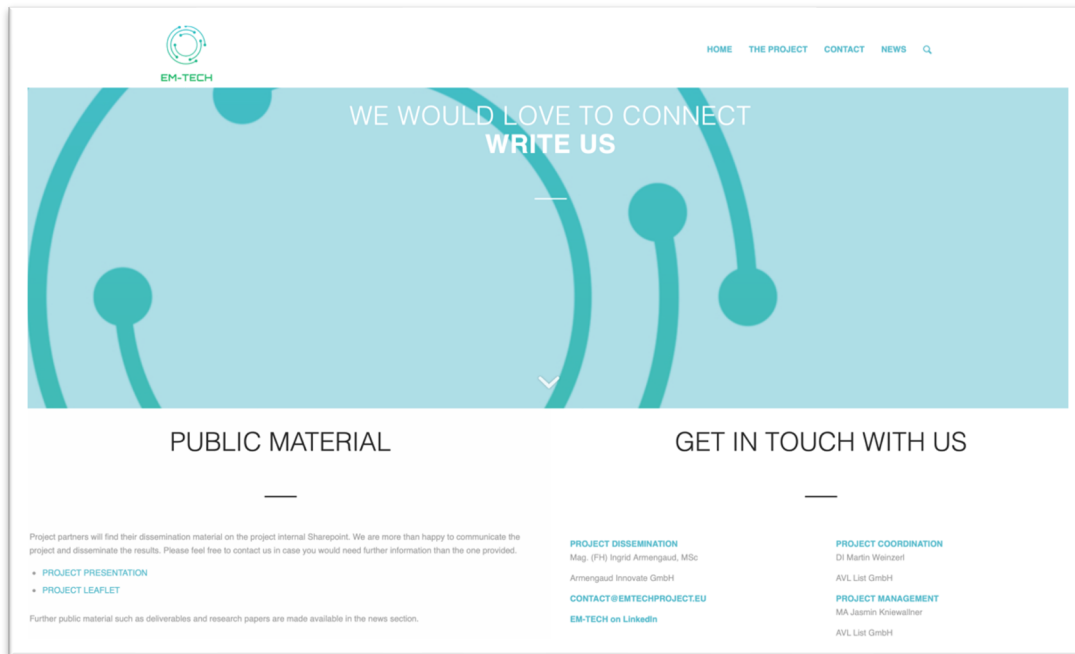 EM-TECH
HOME THE PROJECT CONTACT NEWS
WE WOULD LOVE TO CONNECT
WRITE US
PUBLIC MATERIAL
Project partners will find their dissemination material on the project internal Sharepoint. We are more than happy to communicate the
project and disseminate the results. Please feel free to contact us in case you would need further information than the one provided.
PROJECT PRESENTATION
PROJECT LEAFLET
Further public material such as deliverables and research papers are made available in the news section.
GET IN TOUCH WITH US
PROJECT DISSEMINATION
Mag. (FH) Ingrid Armengaud, MSc
Armengaud Innovate GmbH
CONTACT@EMTECHPROJECT.EU
EM-TECH on LinkedIn
PROJECT COORDINATION
DI Martin Weinzerl
AVL List GmbH
PROJECT MANAGEMENT
MA Jasmin Kniewallner
AVL List GmbH